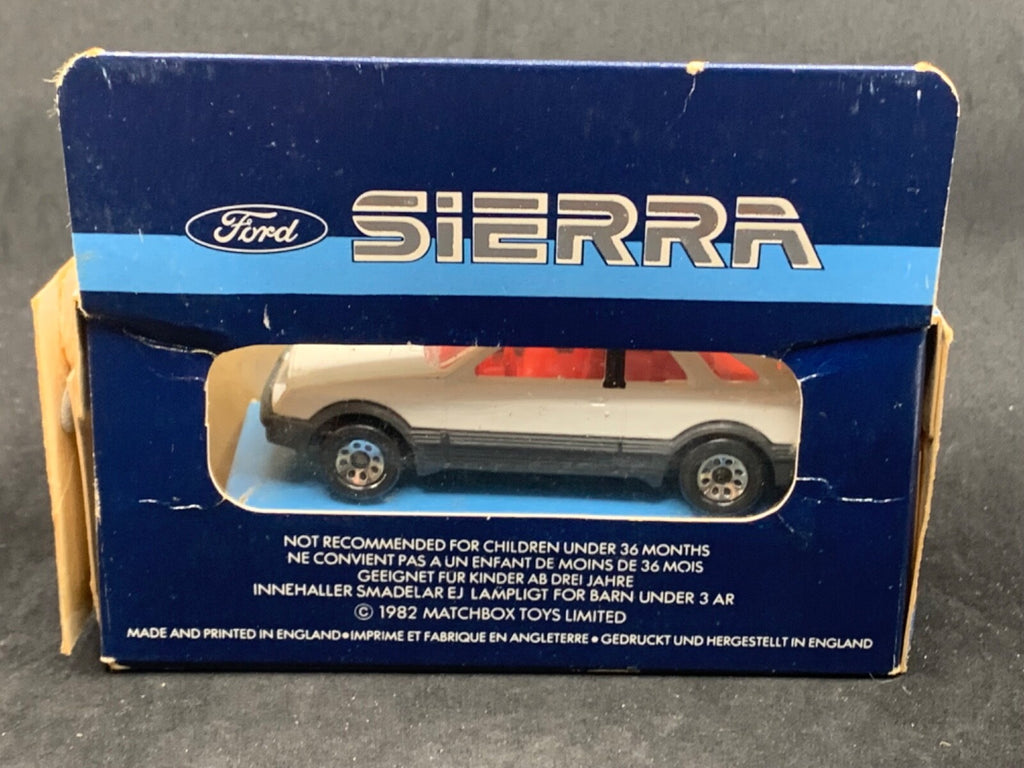 Ford SiERRA
NOT RECOMMENDED FOR CHILDREN UNDER 36 MONTHS
NE CONVIENT PAS A UN ENFANT DE MOINS DE 36 MOIS
GEEIGNET FUR KINDER AB DREI JAHRE
INNEHALLER SMADELAR EJ LAMPLIGT FOR BARN UNDER 3 AR
© 1982 MATCHBOX TOYS LIMITED
MADE AND PRINTED IN ENGLAND•IMPRIME ET FABRIQUE EN ANGLETERRE•GEDRUCKT UND HERGESTELLT IN ENGLAND